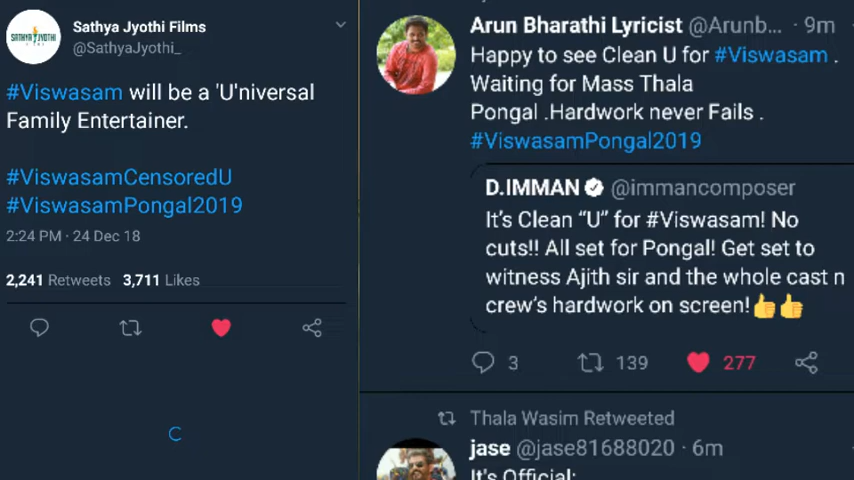 SATHYA JYOTHI
Sathya Jyothi Films
@SathyaJyothi_
#Viswasam will be a 'U'niversal
Family Entertainer.
#ViswasamCensoredU
#ViswasamPongal2019
2:24 PM · 24 Dec 18
2,241 Retweets 3,711 Likes
Arun Bharathi Lyricist @Arunb... · 9m
Happy to see Clean U for #Viswasam .
Waiting for Mass Thala
Pongal .Hardwork never Fails .
#ViswasamPongal2019
D.IMMAN @immancomposer
It's Clean “U” for #Viswasam! No
cuts!! All set for Pongal! Get set to
witness Ajith sir and the whole cast n
crew's hardwork on screen!👍👍
3 139 277
Thala Wasim Retweeted
jase @jase81688020 · 6m
It's Official: